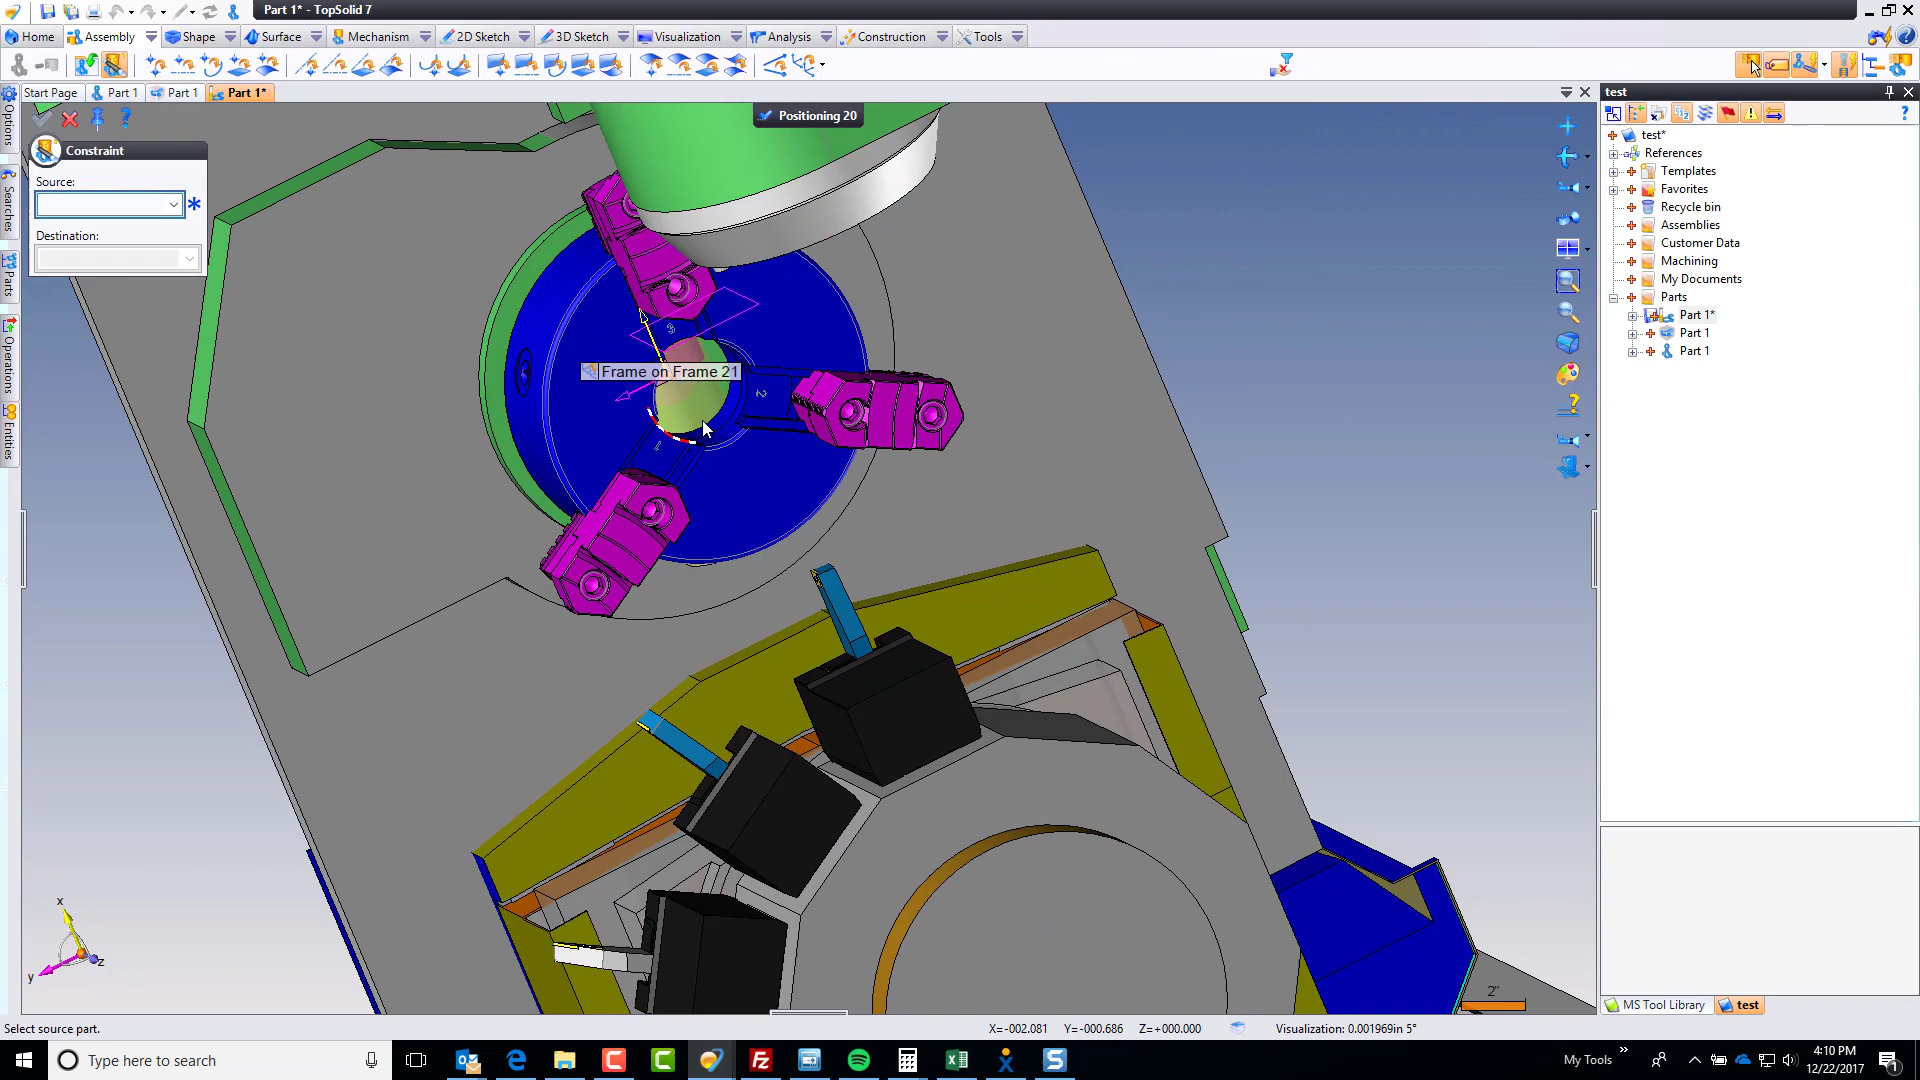 Part 1* - TopSolid 7
Home Assembly Shape Surface Mechanism 2D Sketch 3D Sketch Visualization Analysis Construction Tools
Start Page Part 1 Part 1 Part 1*
Positioning 20
Options
Searches
Parts
Operations
Entities
Constraint
Source:
Destination:
Frame on Frame 21
3
2
x
y
z
2"
test
test*
References
Templates
Favorites
Recycle bin
Assemblies
Customer Data
Machining
My Documents
Parts
Part 1*
Part 1
Part 1
MS Tool Library test
Select source part.
X=-002.081 Y=-000.686 Z=+000.000 Visualization: 0.001969in 5°
Type here to search
My Tools
4:10 PM
12/22/2017